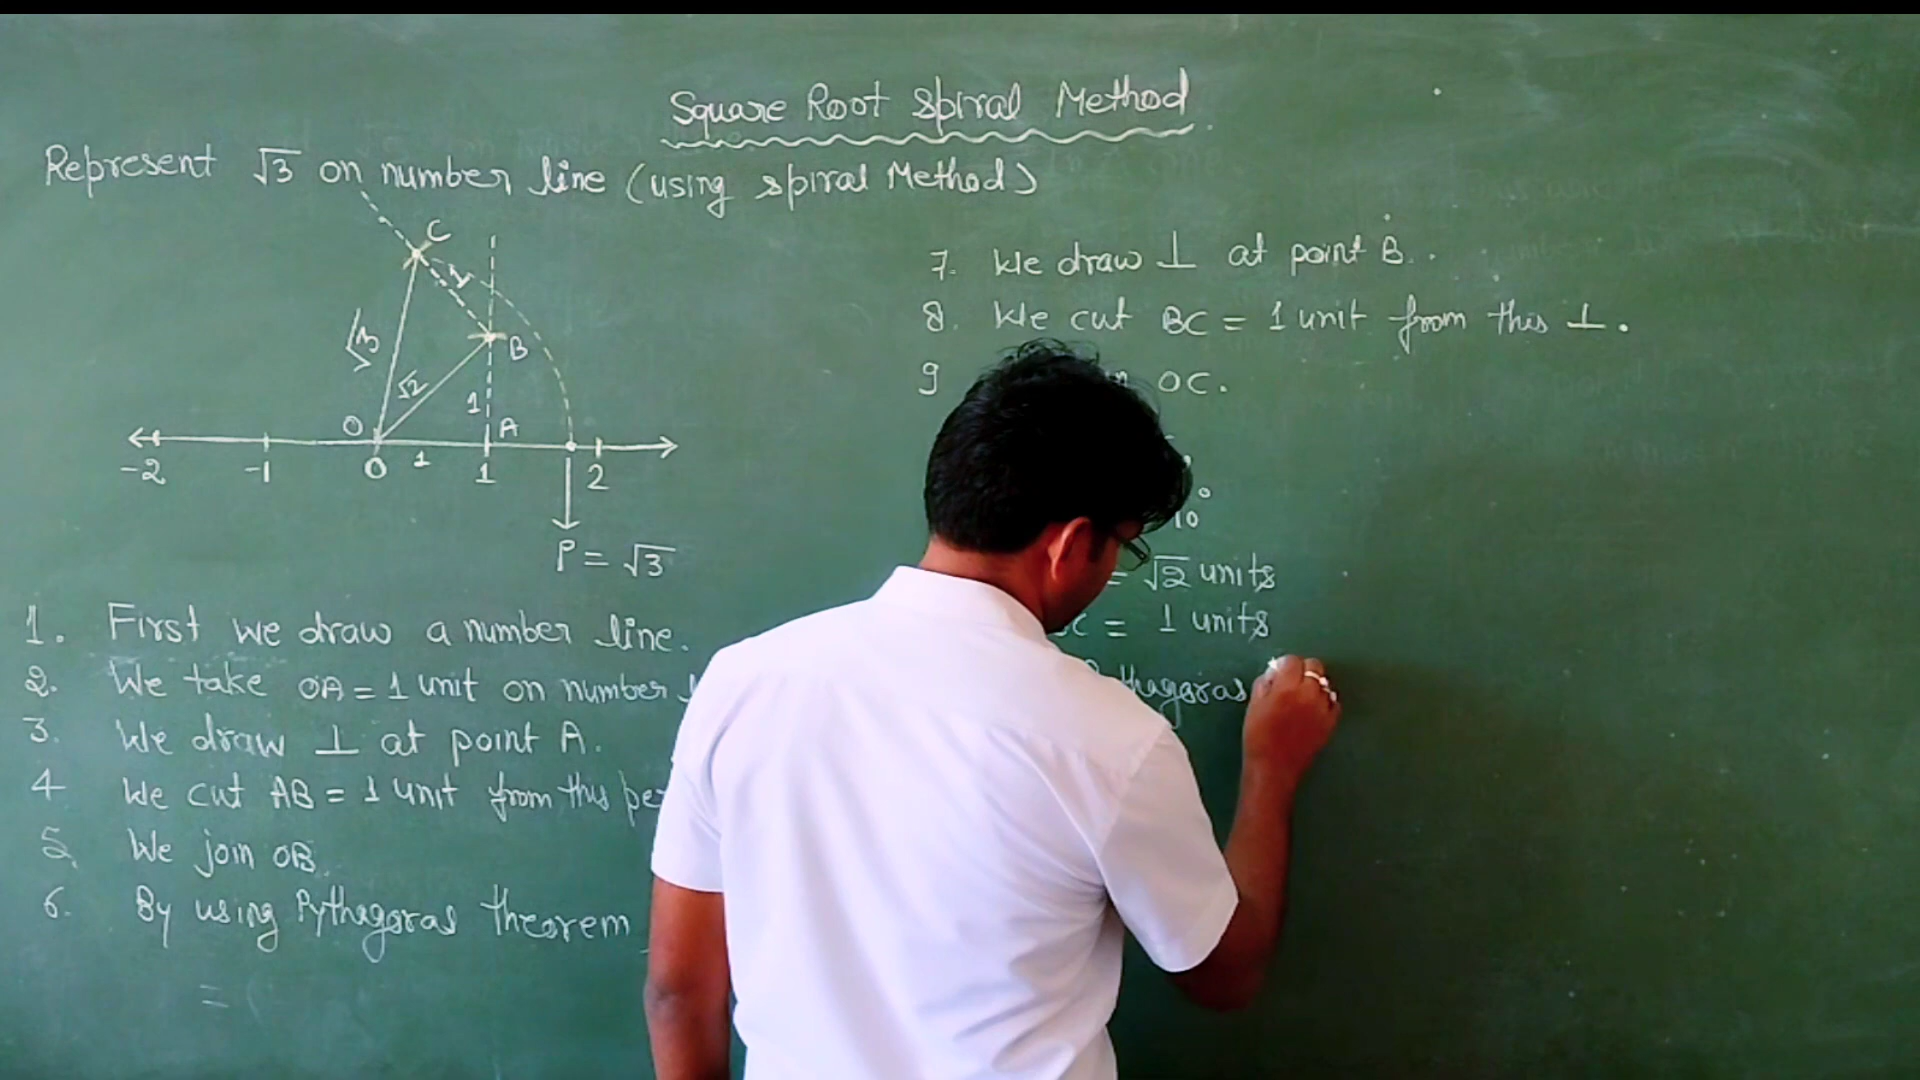 Square Root Spiral Method
Represent √3 on number line (using spiral Method)
C
1
√3
B
√2
1
O
A
-2 -1 0 1 1 2
P = √3
1. First we draw a number line.
2. We take OA = 1 unit on number
3. We draw ⊥ at point A.
4 We cut AB = 1 unit from this
5. We join OB
6. By using Pythagoras theorem
=
7. We draw ⊥ at point B.
8. We cut BC = 1 unit from this ⊥.
9 OC.
= √2 units
= 1 units